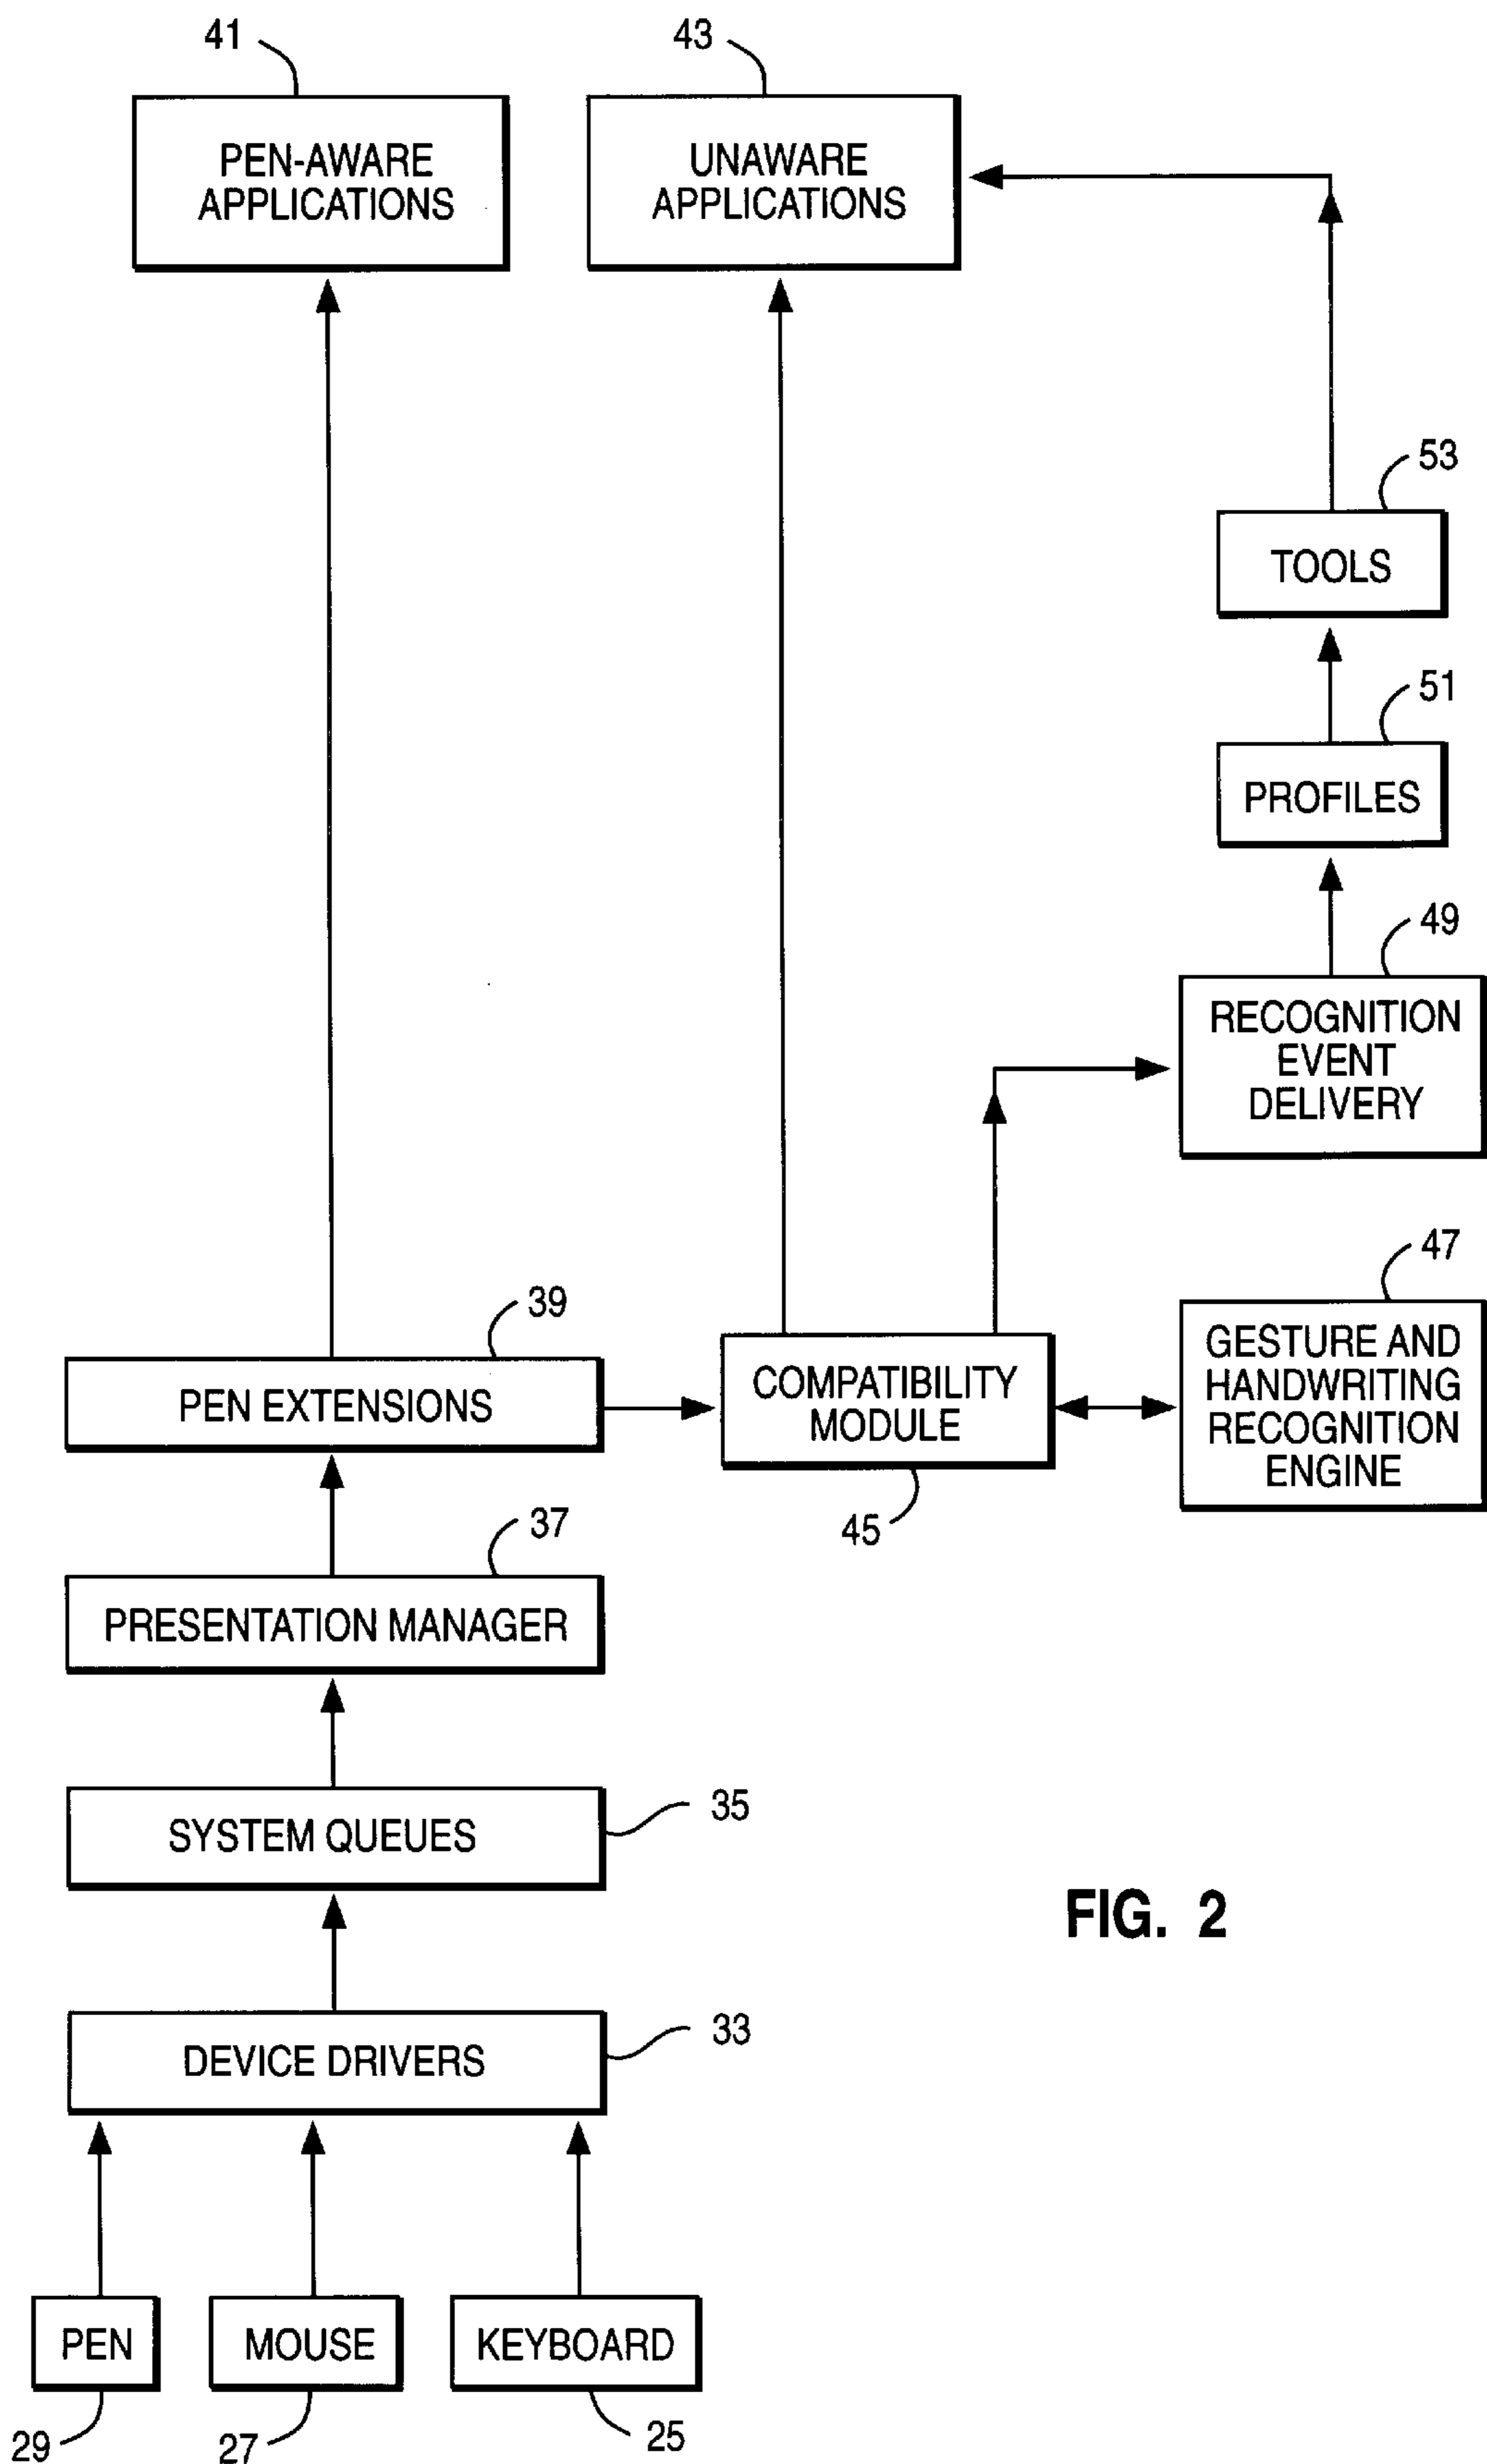 41
43
PEN-AWARE
APPLICATIONS
UNAWARE
APPLICATIONS
53
TOOLS
51
PROFILES
49
RECOGNITION
EVENT
DELIVERY
47
GESTURE AND
HANDWRITING
RECOGNITION
ENGINE
39
PEN EXTENSIONS
COMPATIBILITY
MODULE
45
37
PRESENTATION MANAGER
35
SYSTEM QUEUES
FIG. 2
33
DEVICE DRIVERS
PEN
MOUSE
KEYBOARD
29
27
25